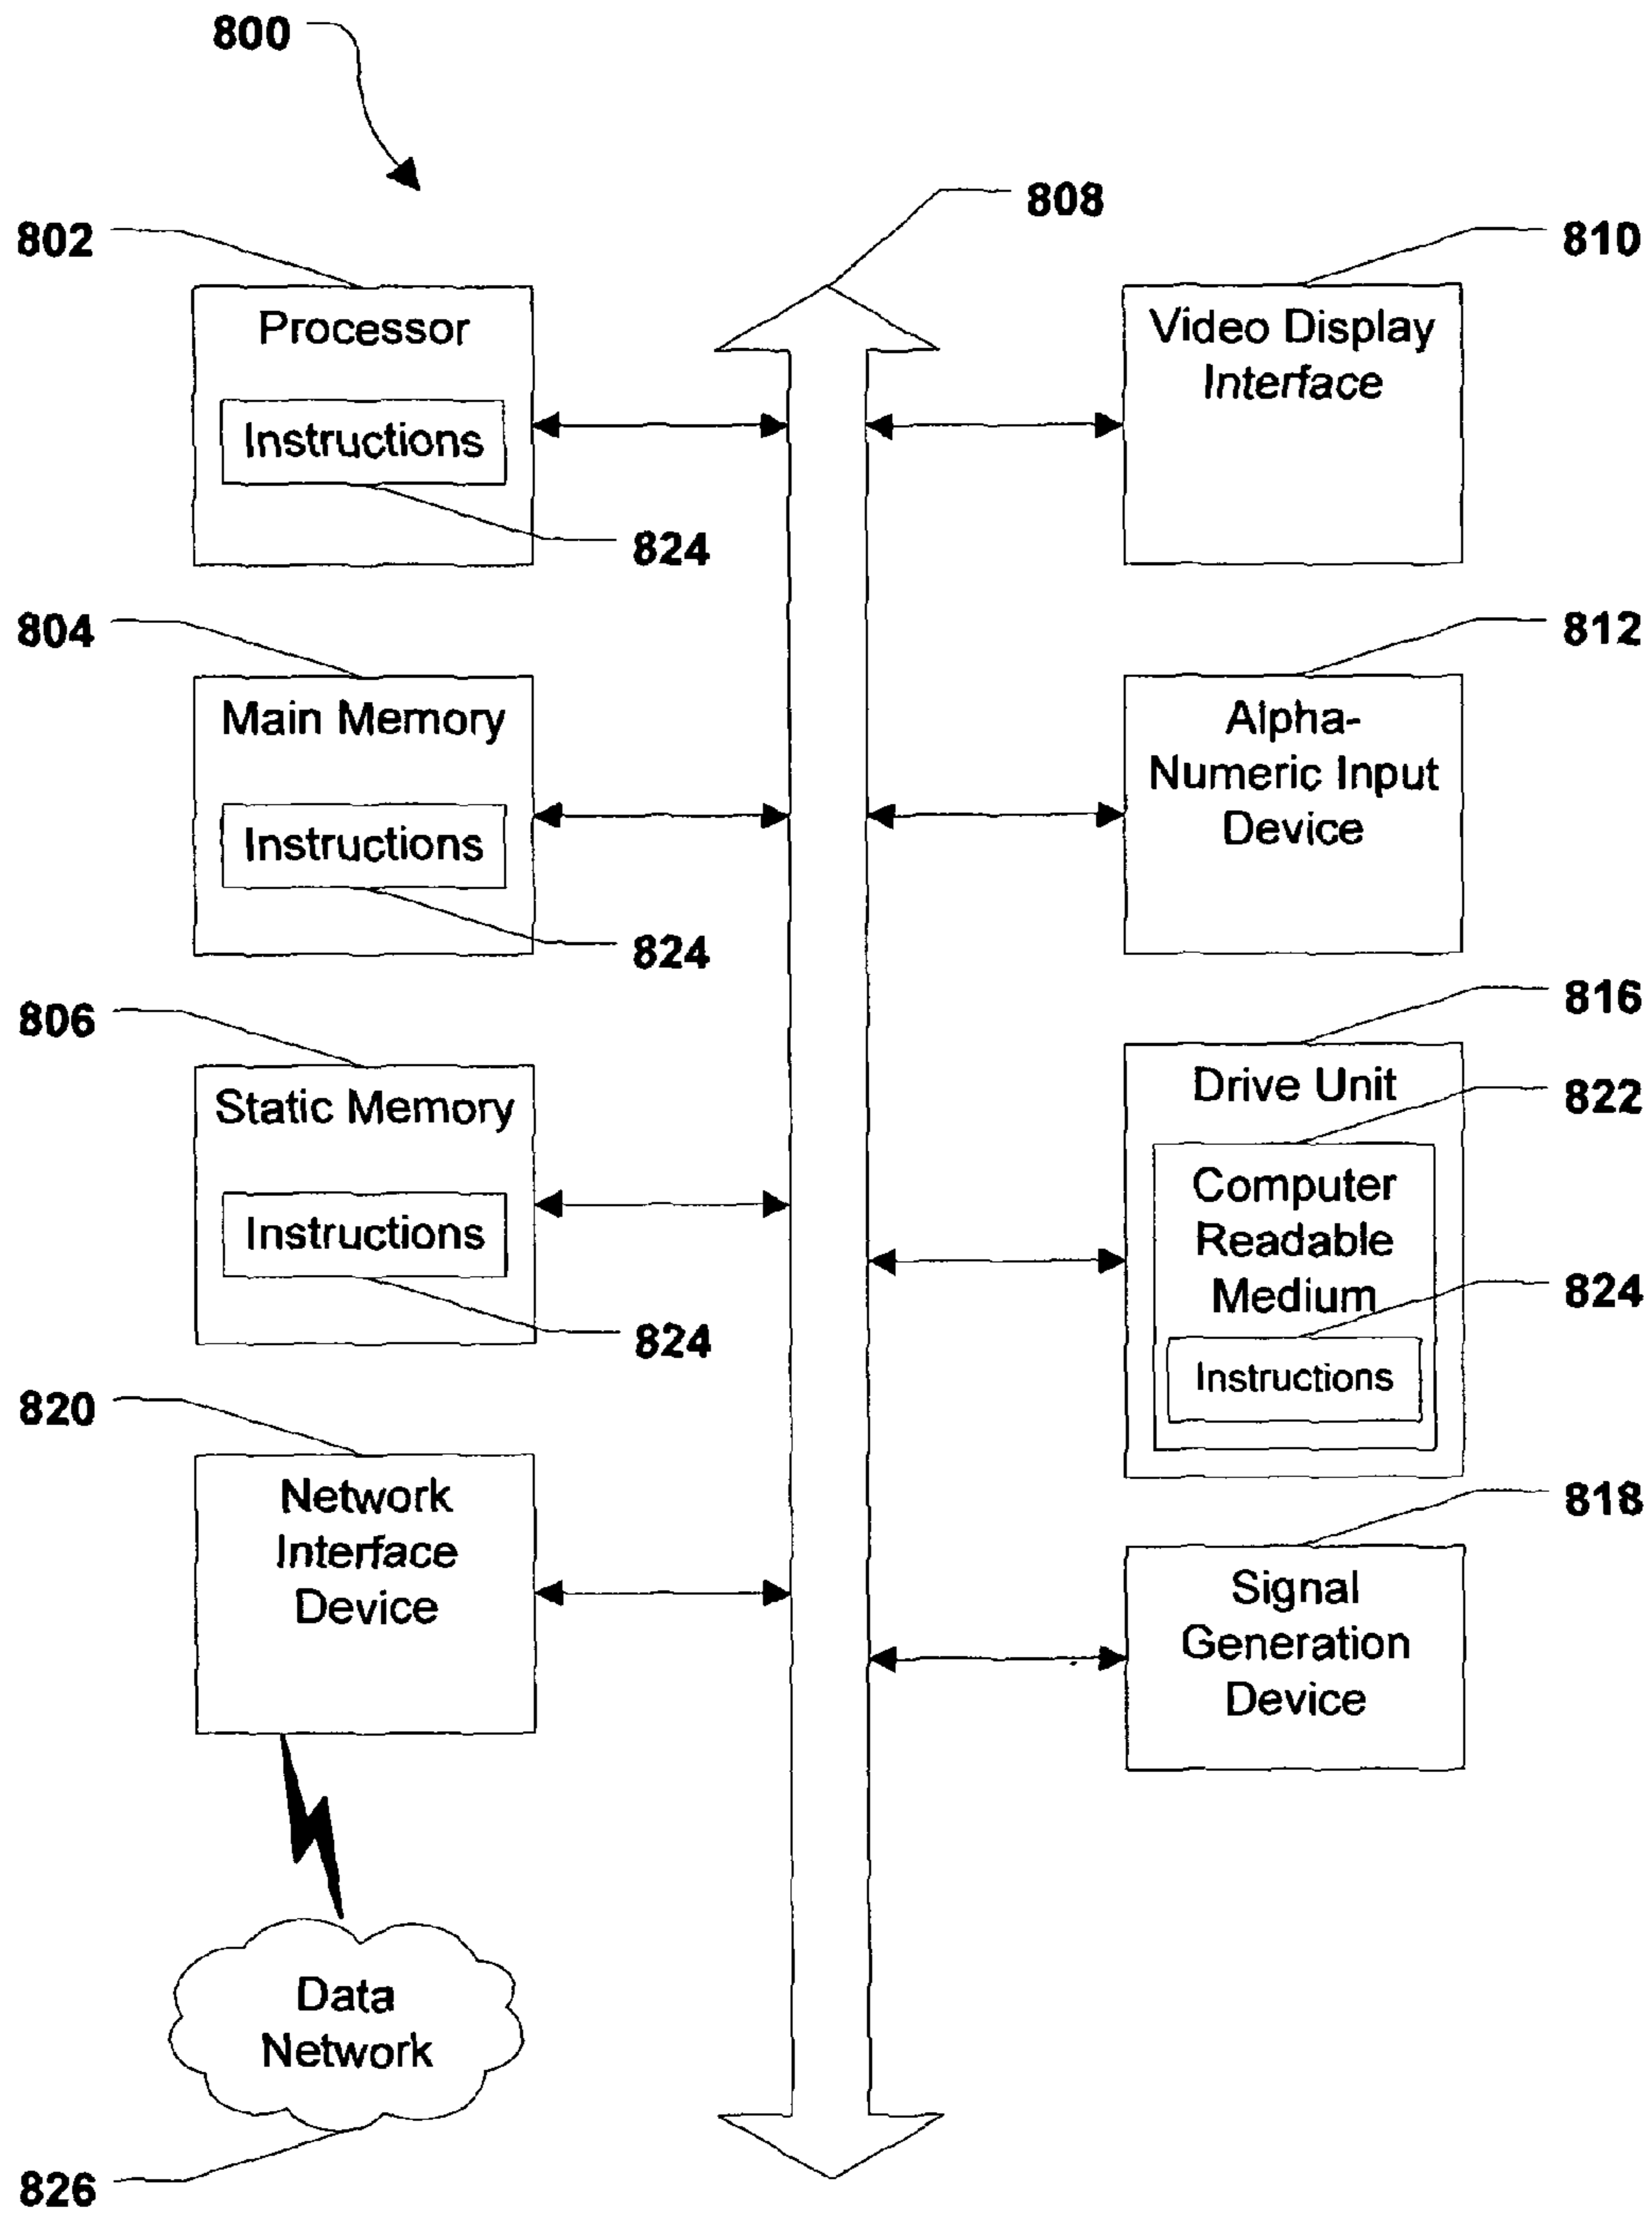 800
808
802
810
Processor
Instructions
824
Video Display
Interface
804
812
Main Memory
Instructions
824
Alpha-
Numeric Input
Device
806
816
Static Memory
Instructions
824
Drive Unit
822
Computer
Readable
Medium
824
Instructions
820
818
Network
Interface
Device
Signal
Generation
Device
Data
Network
826